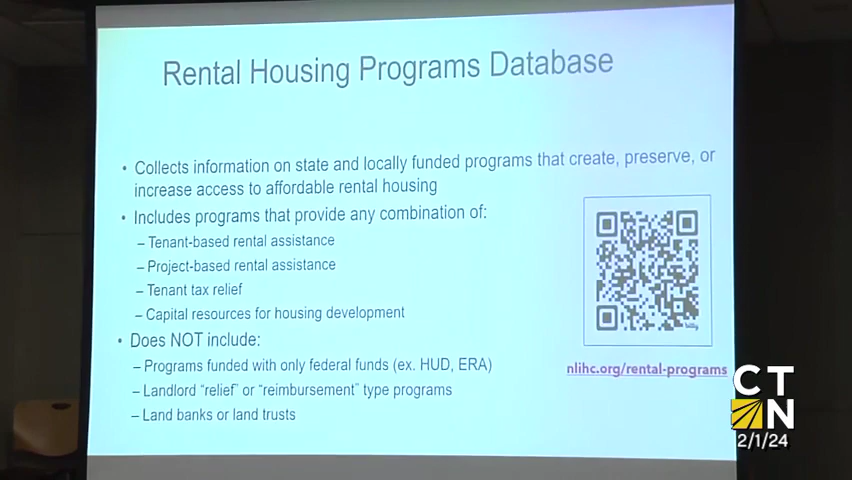 Rental Housing Programs Database
• Collects information on state and locally funded programs that create, preserve, or
increase access to affordable rental housing
• Includes programs that provide any combination of:
– Tenant-based rental assistance
– Project-based rental assistance
– Tenant tax relief
– Capital resources for housing development
• Does NOT include:
– Programs funded with only federal funds (ex. HUD, ERA)
– Landlord “relief” or “reimbursement” type programs
– Land banks or land trusts
nlihc.org/rental-programs
CT
N
2/1/24